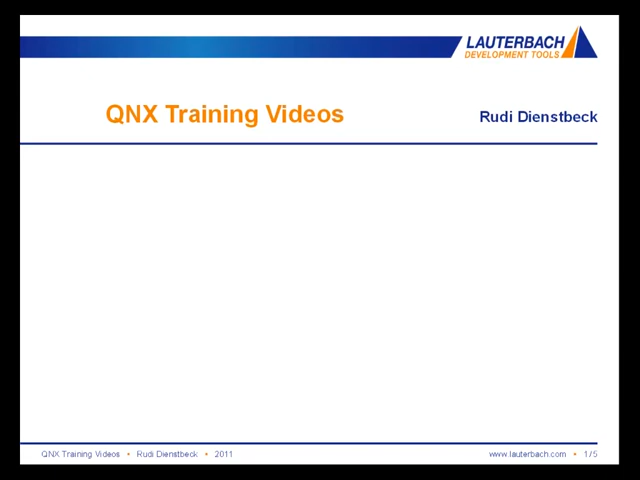 LAUTERBACH
DEVELOPMENT TOOLS
QNX Training Videos
Rudi Dienstbeck
QNX Training Videos • Rudi Dienstbeck • 2011
www.lauterbach.com • 1/5